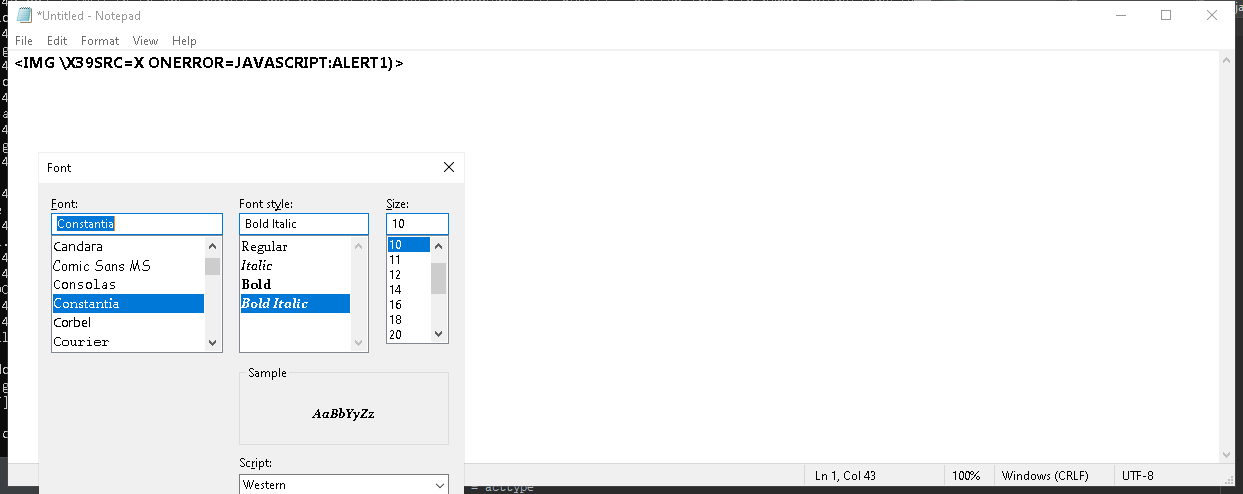 *Untitled - Notepad
File Edit Format View Help
<IMG \X39SRC=X ONERROR=JAVASCRIPT:ALERT1)>
Font
Font: Font style: Size:
Constantia Bold Italic 10
Candara Regular 10
Comic Sans MS Italic 11
Consolas Bold 12
Constantia Bold Italic 14
Corbel 16
Courier 18
20
Sample
AaBbYyZz
Script:
Western
Ln 1, Col 43 100% Windows (CRLF) UTF-8
= acctype